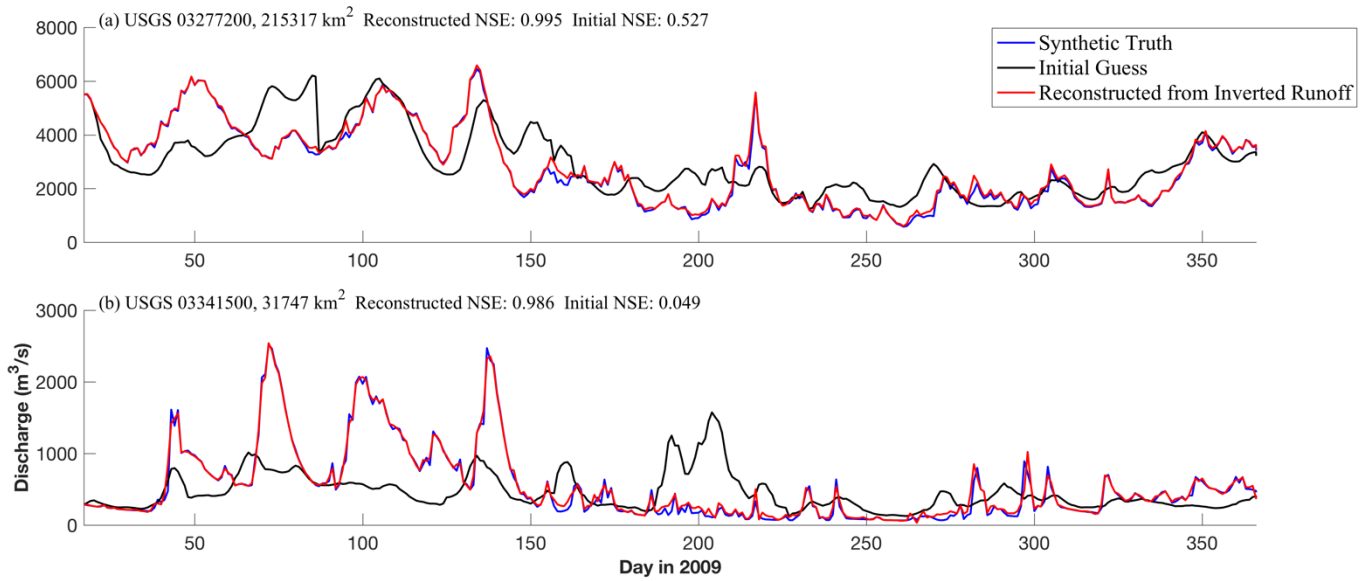 (a) USGS 03277200, 215317 km² Reconstructed NSE: 0.995 Initial NSE: 0.527
Synthetic Truth
Initial Guess
Reconstructed from Inverted Runoff
8000
6000
4000
2000
0
50 100 150 200 250 300 350
(b) USGS 03341500, 31747 km² Reconstructed NSE: 0.986 Initial NSE: 0.049
Discharge (m³/s)
3000
2000
1000
0
50 100 150 200 250 300 350
Day in 2009